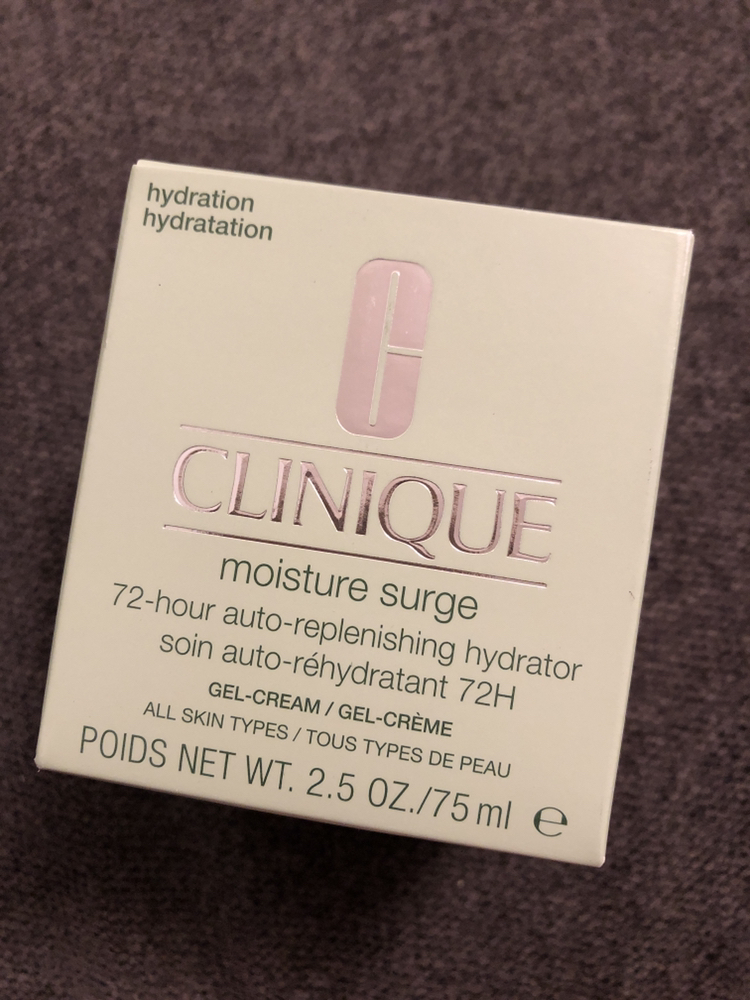 hydration
hydratation
CLINIQUE
moisture surge
72-hour auto-replenishing hydrator
soin auto-réhydratant 72H
GEL-CREAM / GEL-CRÈME
ALL SKIN TYPES / TOUS TYPES DE PEAU
POIDS NET WT. 2.5 OZ./75 ml ℮